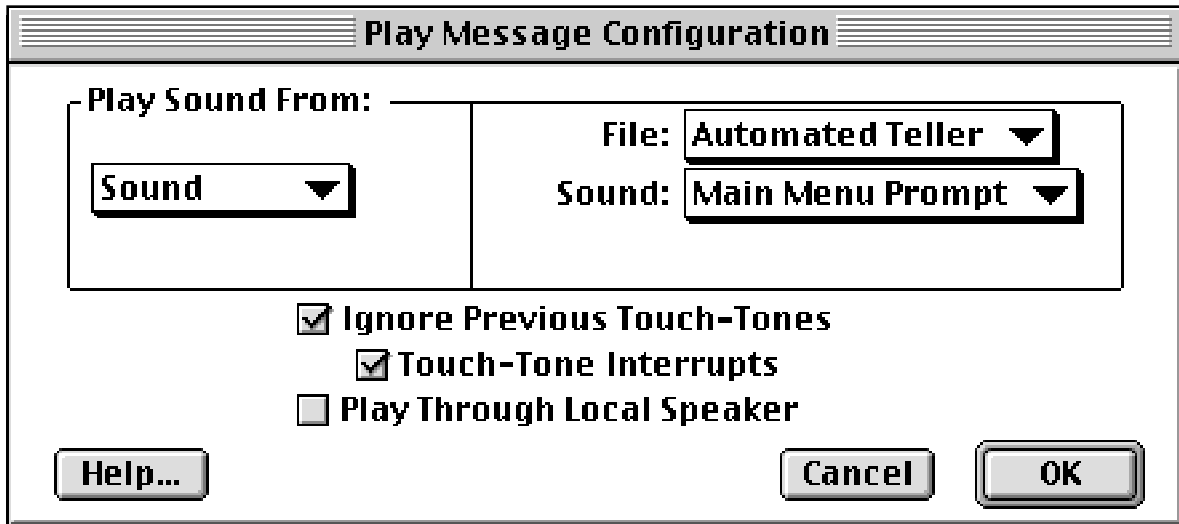 Play Message Configuration
Play Sound From:
Sound
File: Automated Teller
Sound: Main Menu Prompt
Ignore Previous Touch-Tones
Touch-Tone Interrupts
Play Through Local Speaker
Help... Cancel OK